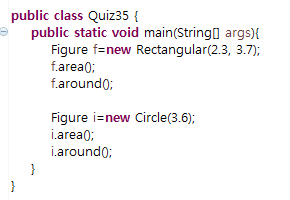 public class Quiz35 {
public static void main(String[] args){
Figure f=new Rectangular(2.3, 3.7);
f.area();
f.around();
Figure i=new Circle(3.6);
i.area();
i.around();
}
}